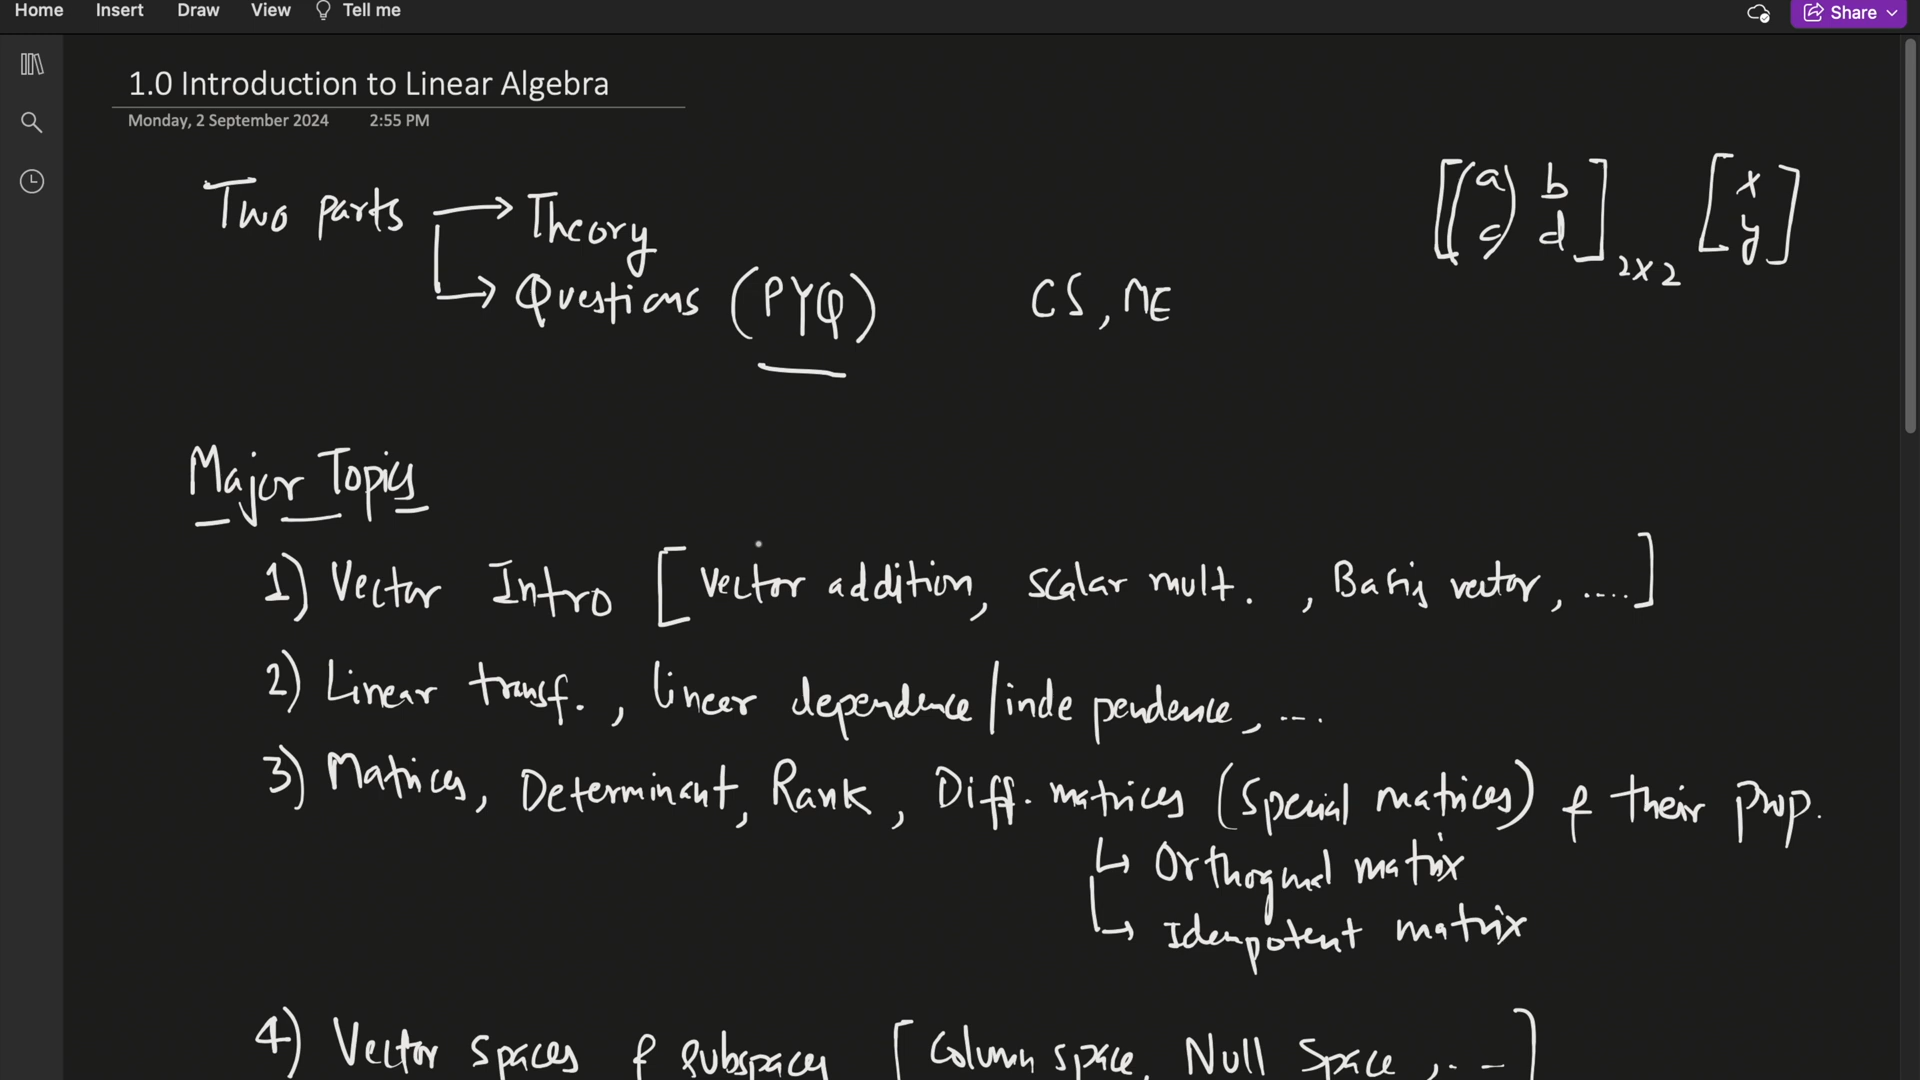 Home Insert Draw View Tell me Share
1.0 Introduction to Linear Algebra
Monday, 2 September 2024 2:55 PM
Two parts → Theory
→ Questions (PYQ) CS, ME
[(a c) b d] 2x2 [x y]
Major Topics
1) Vector Intro [Vector addition, Scalar mult. , Basis vector, ....]
2) Linear transf. , linear dependence/independence, ....
3) Matrices, Determinant, Rank, Diff. matrices (Special matrices) & their prop.
↳ Orthogonal matrix
↳ Idempotent matrix
4) Vector spaces & subspaces [Column space, Null Space, ...]